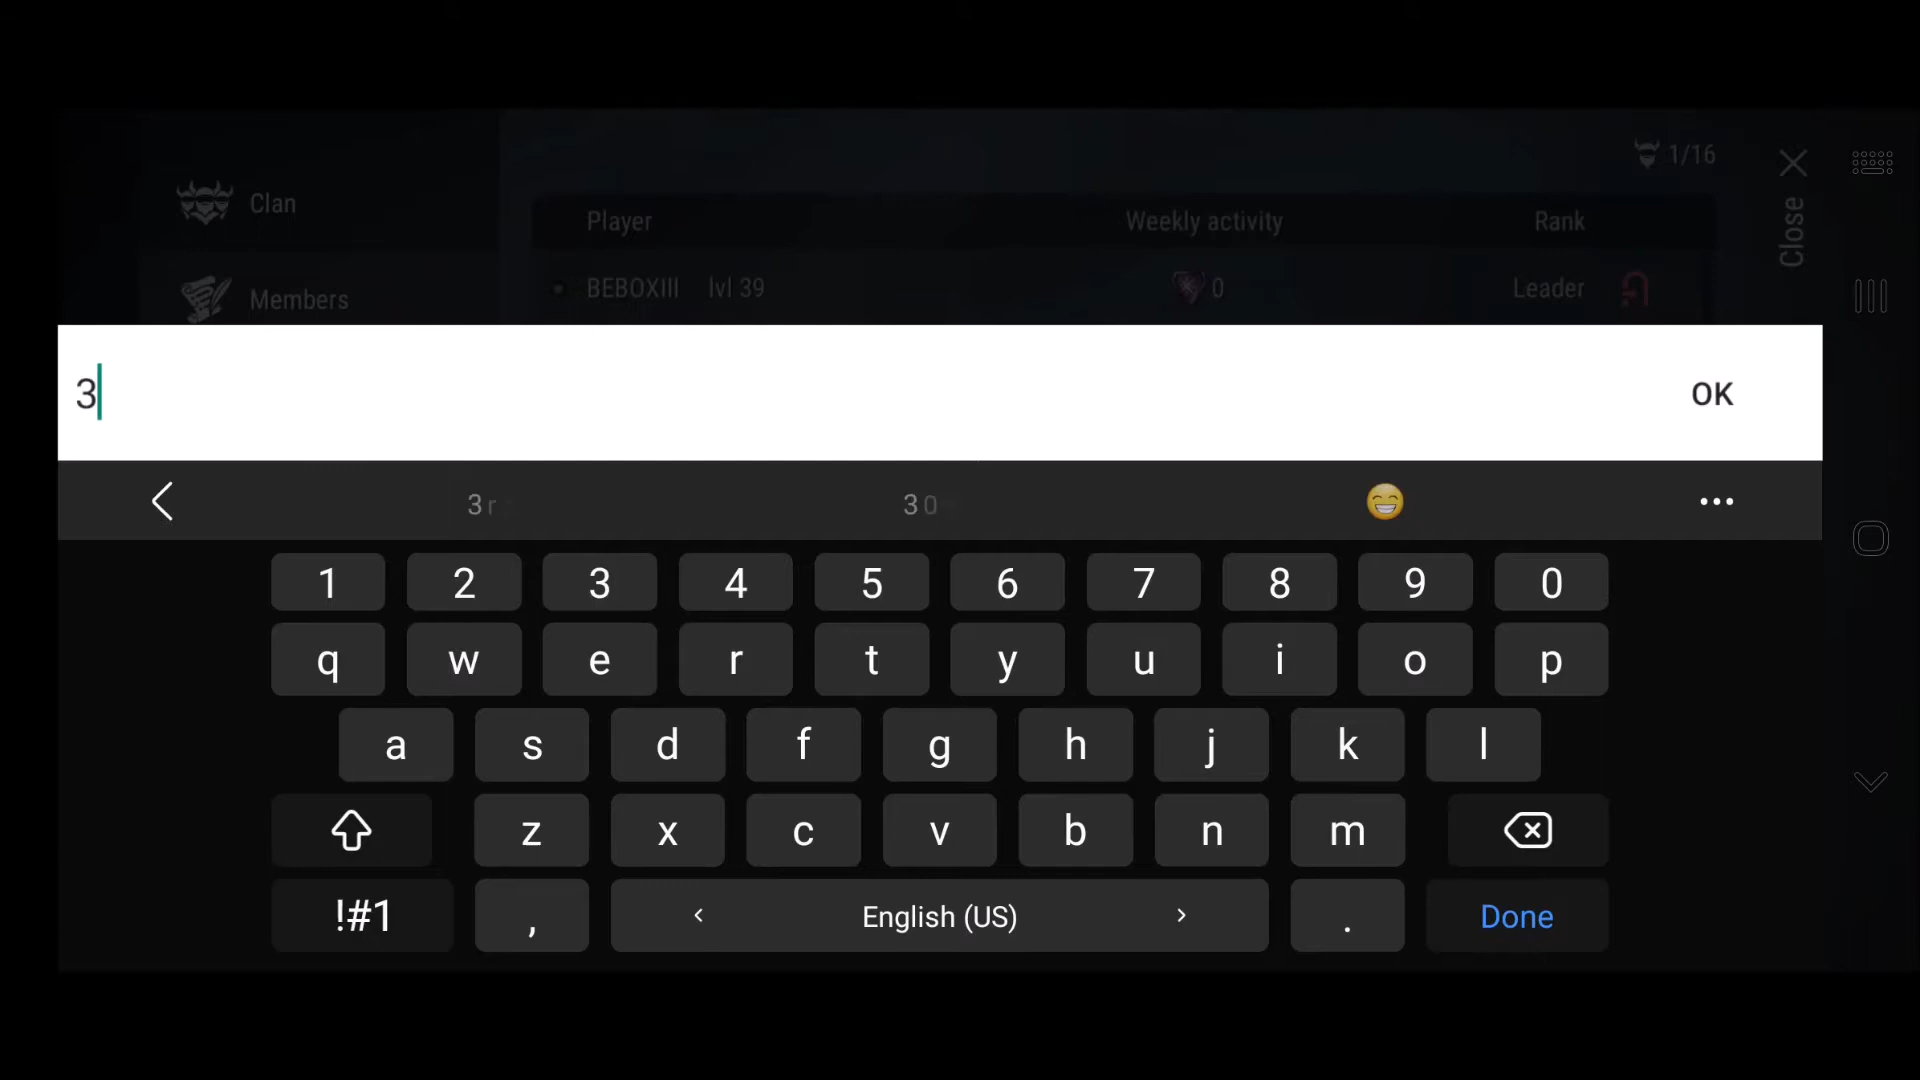 1/16
Clan
Player Weekly activity Rank
Close
BEBOXIII lvl 39 0 Leader
Members
3 OK
3r 30
1 2 3 4 5 6 7 8 9 0
q w e r t y u i o p
a s d f g h j k l
z x c v b n m
!#1 , English (US) . Done